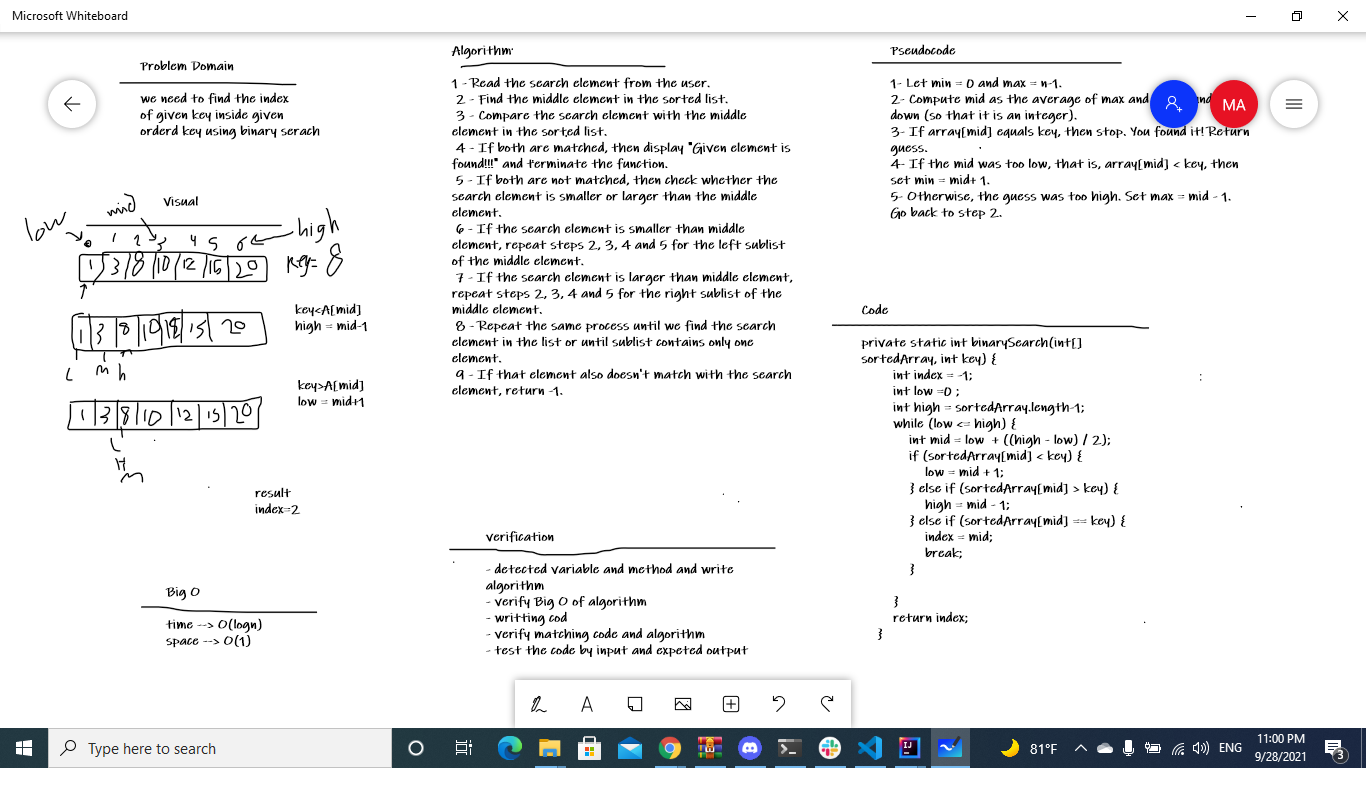 Microsoft Whiteboard
Problem Domain
we need to find the index
of given key inside given
orderd key using binary serach
Visual
low
mid
high
0 1 2 3 4 5 6
1 3 8 10 12 15 20
key= 8
key<A[mid]
high = mid-1
1 3 8 10 12 15 20
L m h
key>A[mid]
low = mid+1
1 3 8 10 12 15 20
L
H
m
result
index=2
Big O
time --> O(logn)
space --> O(1)
Algorithm
1 - Read the search element from the user.
2 - Find the middle element in the sorted list.
3 - Compare the search element with the middle
element in the sorted list.
4 - If both are matched, then display "Given element is
found!!!" and terminate the function.
5 - If both are not matched, then check whether the
search element is smaller or larger than the middle
element.
6 - If the search element is smaller than middle
element, repeat steps 2, 3, 4 and 5 for the left sublist
of the middle element.
7 - If the search element is larger than middle element,
repeat steps 2, 3, 4 and 5 for the right sublist of the
middle element.
8 - Repeat the same process until we find the search
element in the list or until sublist contains only one
element.
9 - If that element also doesn't match with the search
element, return -1.
verification
- detected variable and method and write
algorithm
- verify Big O of algorithm
- writting cod
- verify matching code and algorithm
- test the code by input and expeted output
Pseudocode
1- Let min = 0 and max = n-1.
2- Compute mid as the average of max and
down (so that it is an integer).
3- If array[mid] equals key, then stop. You found it! Return
guess.
4- If the mid was too low, that is, array[mid] < key, then
set min = mid+ 1.
5- Otherwise, the guess was too high. Set max = mid - 1.
Go back to step 2.
MA
Code
private static int binarySearch(int[]
sortedArray, int key) {
int index = -1;
int low =0 ;
int high = sortedArray.length-1;
while (low <= high) {
int mid = low + ((high - low) / 2);
if (sortedArray[mid] < key) {
low = mid + 1;
} else if (sortedArray[mid] > key) {
high = mid - 1;
} else if (sortedArray[mid] == key) {
index = mid;
break;
}
}
return index;
}
Type here to search
81°F
ENG
11:00 PM
9/28/2021
3